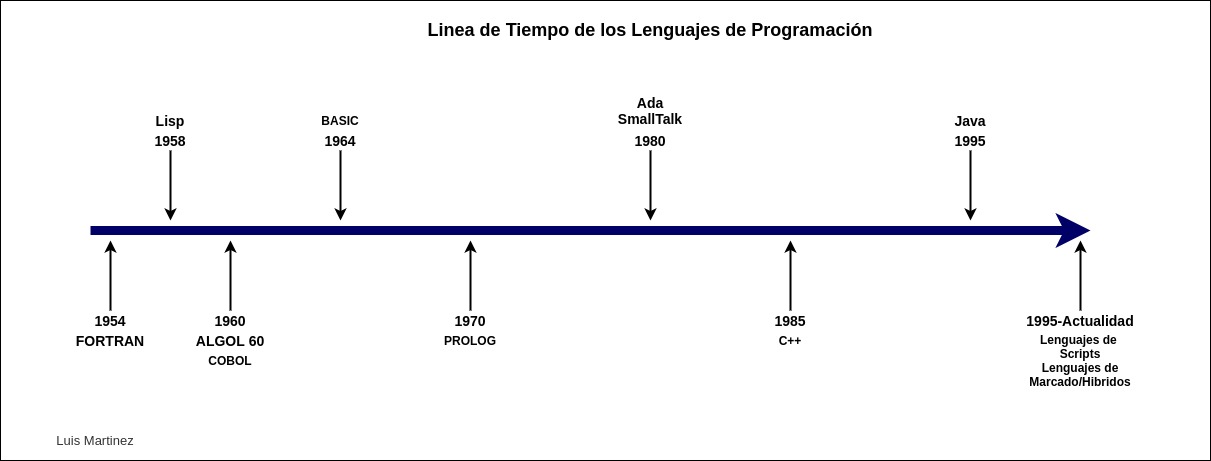 Linea de Tiempo de los Lenguajes de Programación
Lisp
1958
BASIC
1964
Ada
SmallTalk
1980
Java
1995
1954
FORTRAN
1960
ALGOL 60
COBOL
1970
PROLOG
1985
C++
1995-Actualidad
Lenguajes de
Scripts
Lenguajes de
Marcado/Hibridos
Luis Martinez